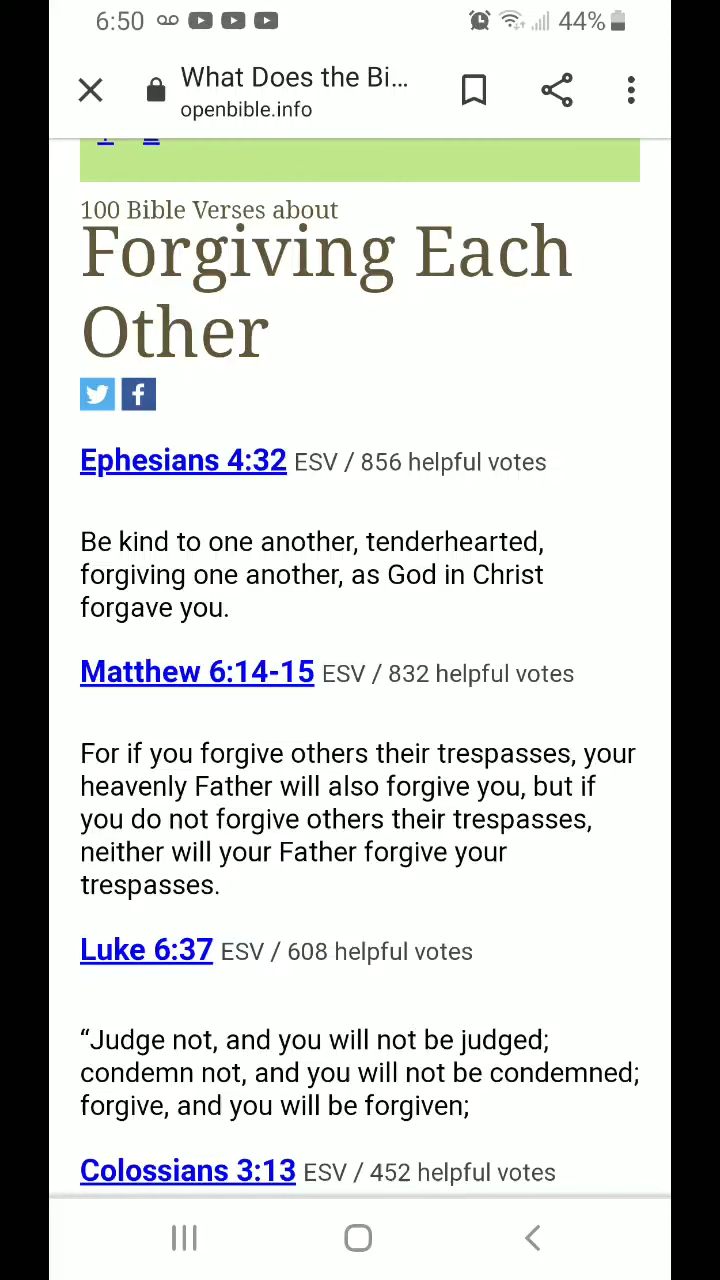 6:50
44%
What Does the Bi...
openbible.info
100 Bible Verses about
Forgiving Each
Other
Ephesians 4:32 ESV / 856 helpful votes
Be kind to one another, tenderhearted,
forgiving one another, as God in Christ
forgave you.
Matthew 6:14-15 ESV / 832 helpful votes
For if you forgive others their trespasses, your
heavenly Father will also forgive you, but if
you do not forgive others their trespasses,
neither will your Father forgive your
trespasses.
Luke 6:37 ESV / 608 helpful votes
“Judge not, and you will not be judged;
condemn not, and you will not be condemned;
forgive, and you will be forgiven;
Colossians 3:13 ESV / 452 helpful votes